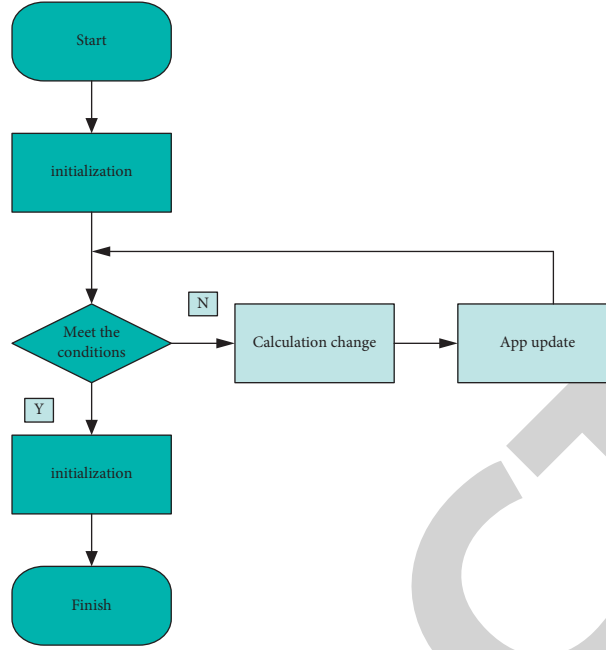 Start
initialization
Meet the
conditions
N
Calculation change
App update
Y
initialization
Finish